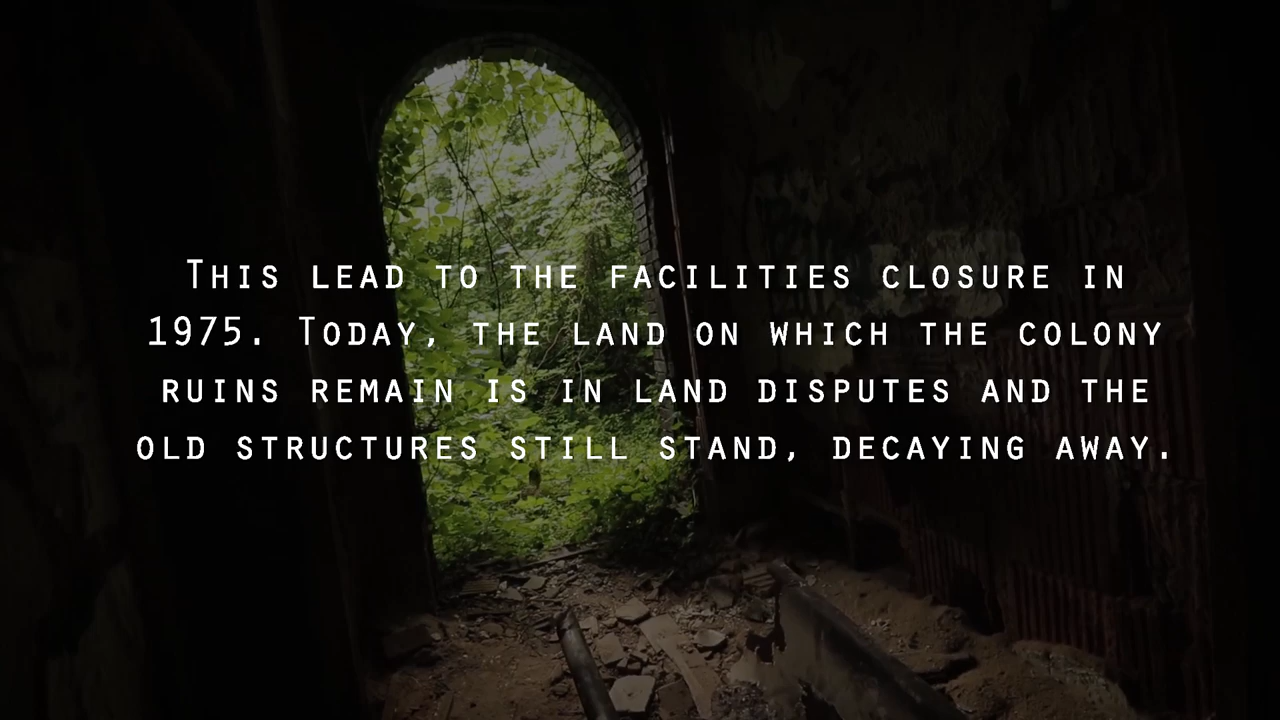 This lead to the facilities closure in
1975. Today, the land on which the colony
ruins remain is in land disputes and the
old structures still stand, decaying away.